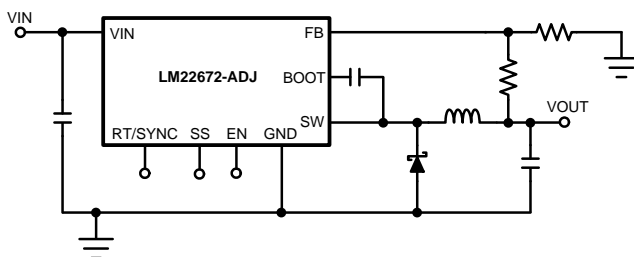 VIN
VIN
FB
LM22672-ADJ
BOOT
VOUT
SW
RT/SYNC SS EN GND